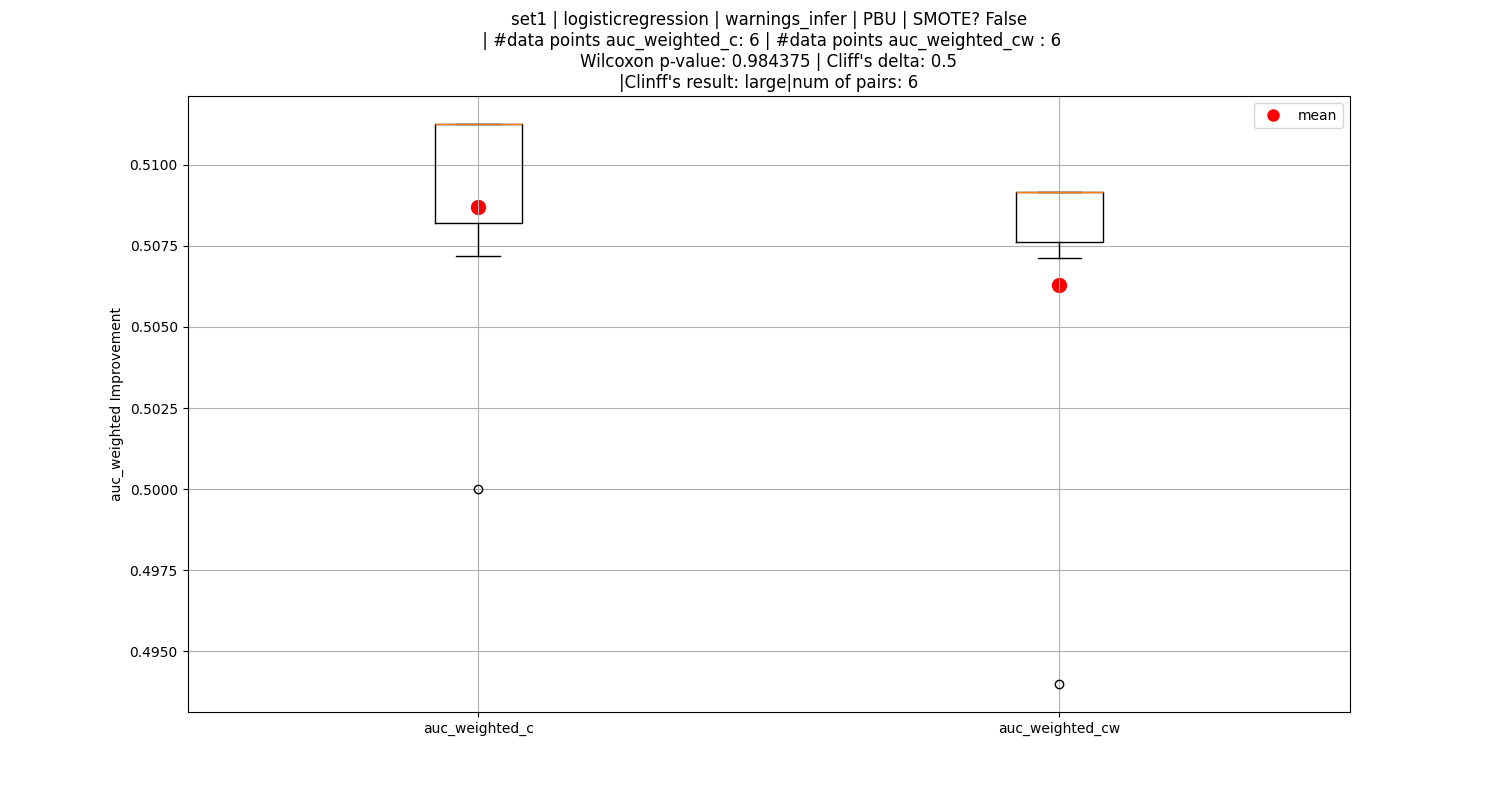 set1 | logisticregression | warnings_infer | PBU | SMOTE? False
| #data points auc_weighted_c: 6 | #data points auc_weighted_cw : 6
Wilcoxon p-value: 0.984375 | Cliff's delta: 0.5
|Clinff's result: large|num of pairs: 6
mean
0.5100
0.5075
0.5050
0.5025
0.5000
0.4975
0.4950
auc_weighted Improvement
auc_weighted_c
auc_weighted_cw